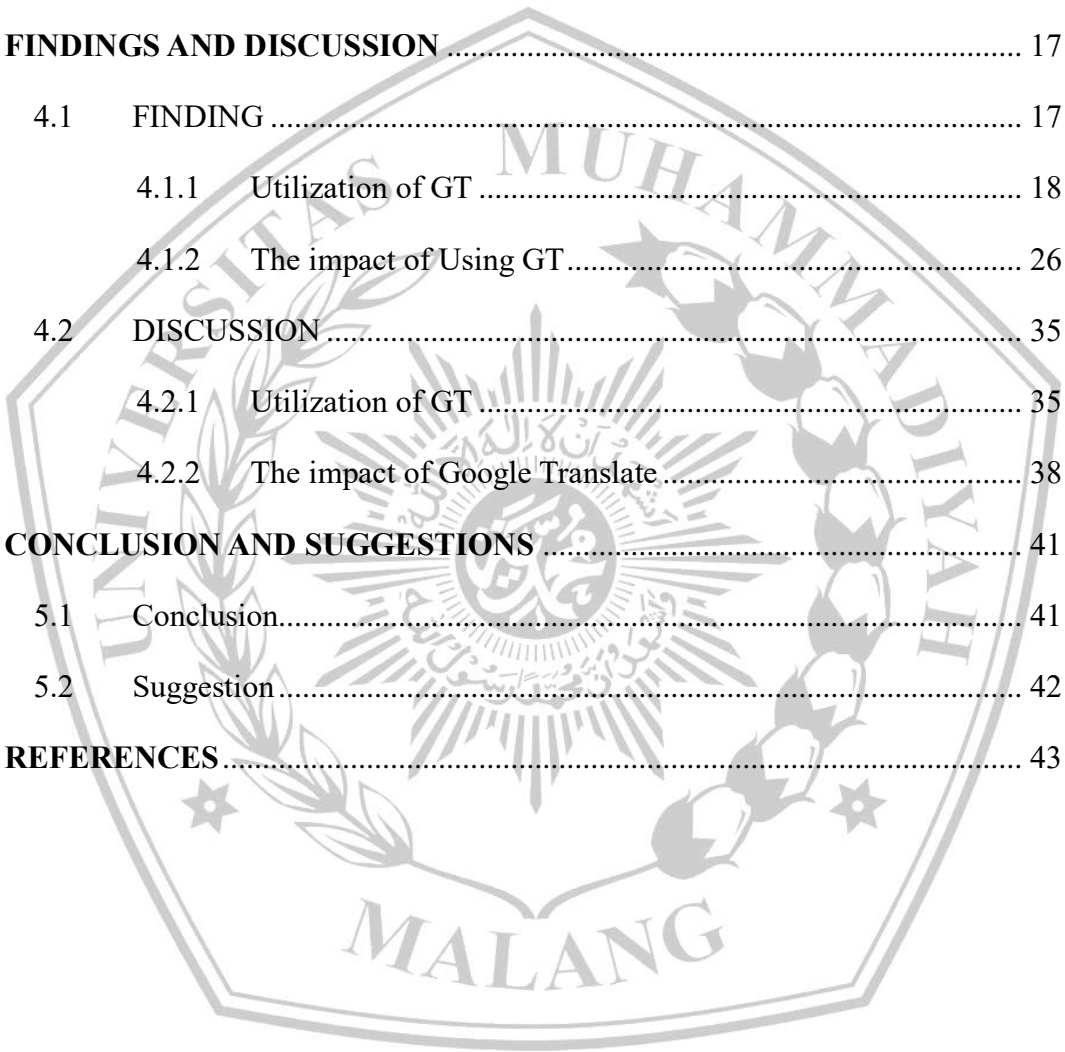 FINDINGS AND DISCUSSION ........ 17
4.1 FINDING ........ 17
4.1.1 Utilization of GT ........ 18
4.1.2 The impact of Using GT ........ 26
4.2 DISCUSSION ........ 35
4.2.1 Utilization of GT ........ 35
4.2.2 The impact of Google Translate ........ 38
CONCLUSION AND SUGGESTIONS ........ 41
5.1 Conclusion ........ 41
5.2 Suggestion ........ 42
REFERENCES ........ 43
UNIVERSITAS MUHAMMADIYAH
MALANG